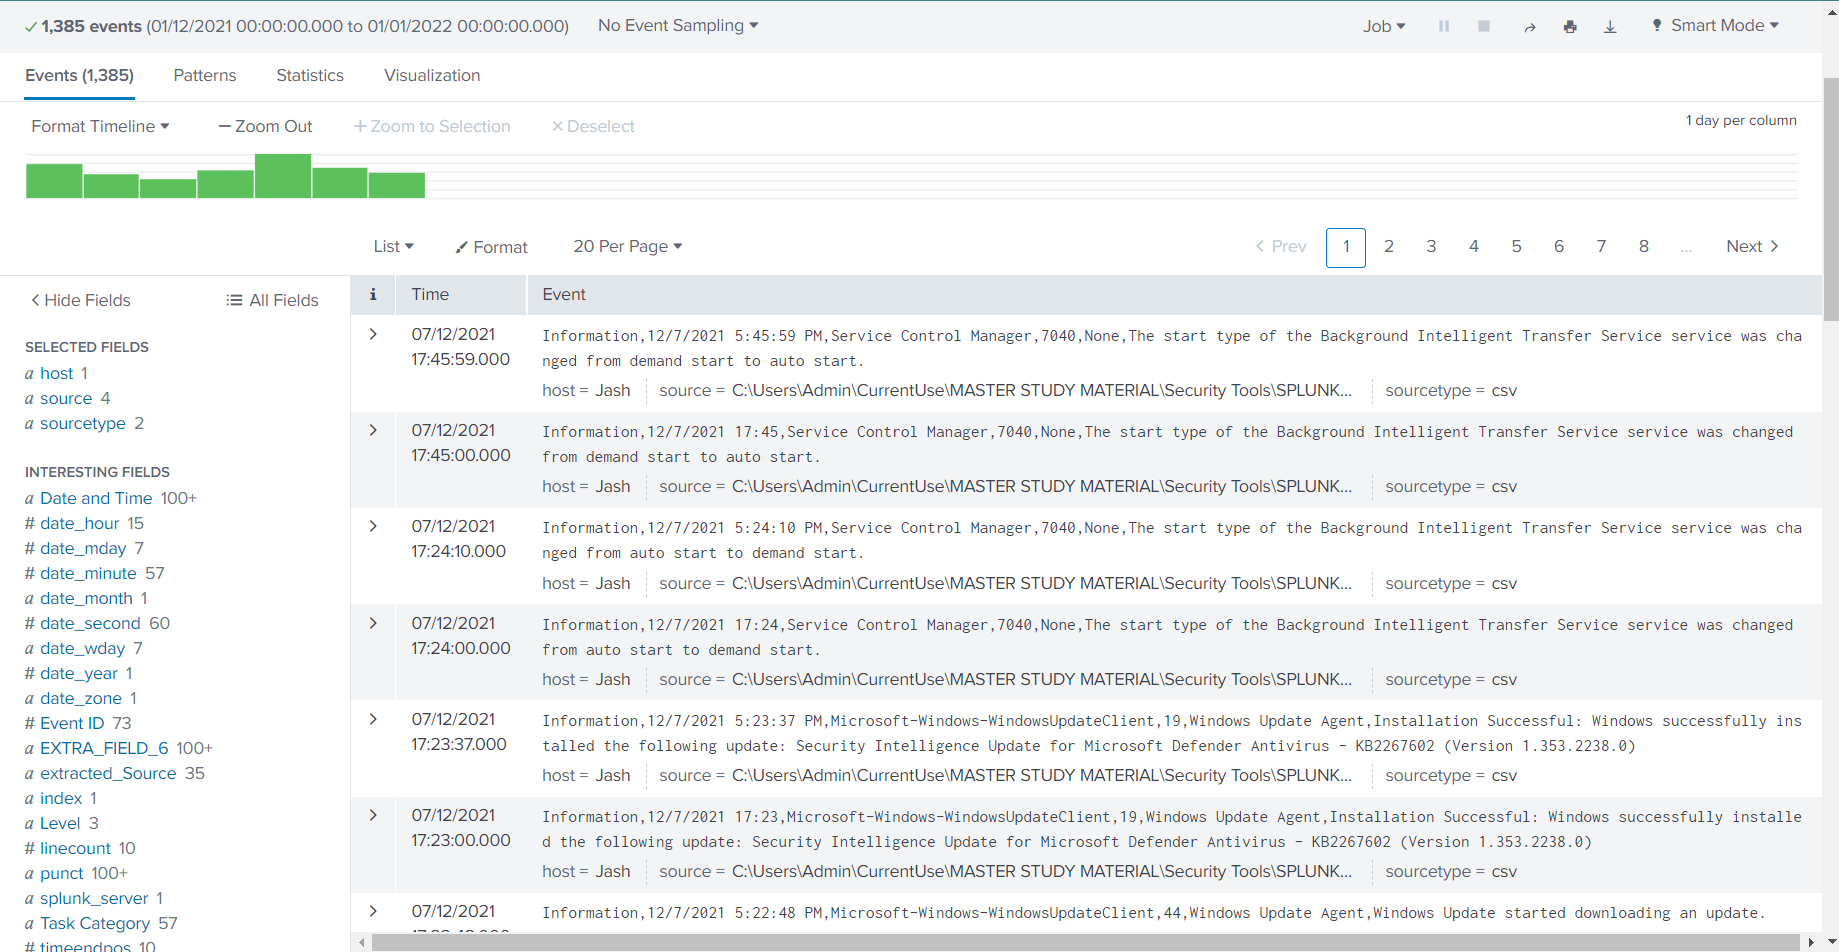 1,385 events (01/12/2021 00:00:00.000 to 01/01/2022 00:00:00.000) No Event Sampling Job Smart Mode
Events (1,385) Patterns Statistics Visualization
Format Timeline Zoom Out Zoom to Selection Deselect 1 day per column
List Format 20 Per Page Prev 1 2 3 4 5 6 7 8 ... Next
Hide Fields All Fields
SELECTED FIELDS
a host 1
a source 4
a sourcetype 2
INTERESTING FIELDS
a Date and Time 100+
# date_hour 15
# date_mday 7
# date_minute 57
a date_month 1
# date_second 60
a date_wday 7
# date_year 1
a date_zone 1
# Event ID 73
a EXTRA_FIELD_6 100+
a extracted_Source 35
a index 1
a Level 3
# linecount 10
a punct 100+
a splunk_server 1
a Task Category 57
# timeendpos 10
i Time Event
07/12/2021 Information,12/7/2021 5:45:59 PM,Service Control Manager,7040,None,The start type of the Background Intelligent Transfer Service service was cha
17:45:59.000 nged from demand start to auto start.
host = Jash source = C:\Users\Admin\CurrentUse\MASTER STUDY MATERIAL\Security Tools\SPLUNK... sourcetype = csv
07/12/2021 Information,12/7/2021 17:45,Service Control Manager,7040,None,The start type of the Background Intelligent Transfer Service service was changed
17:45:00.000 from demand start to auto start.
host = Jash source = C:\Users\Admin\CurrentUse\MASTER STUDY MATERIAL\Security Tools\SPLUNK... sourcetype = csv
07/12/2021 Information,12/7/2021 5:24:10 PM,Service Control Manager,7040,None,The start type of the Background Intelligent Transfer Service service was cha
17:24:10.000 nged from auto start to demand start.
host = Jash source = C:\Users\Admin\CurrentUse\MASTER STUDY MATERIAL\Security Tools\SPLUNK... sourcetype = csv
07/12/2021 Information,12/7/2021 17:24,Service Control Manager,7040,None,The start type of the Background Intelligent Transfer Service service was changed
17:24:00.000 from auto start to demand start.
host = Jash source = C:\Users\Admin\CurrentUse\MASTER STUDY MATERIAL\Security Tools\SPLUNK... sourcetype = csv
07/12/2021 Information,12/7/2021 5:23:37 PM,Microsoft-Windows-WindowsUpdateClient,19,Windows Update Agent,Installation Successful: Windows successfully ins
17:23:37.000 talled the following update: Security Intelligence Update for Microsoft Defender Antivirus - KB2267602 (Version 1.353.2238.0)
host = Jash source = C:\Users\Admin\CurrentUse\MASTER STUDY MATERIAL\Security Tools\SPLUNK... sourcetype = csv
07/12/2021 Information,12/7/2021 17:23,Microsoft-Windows-WindowsUpdateClient,19,Windows Update Agent,Installation Successful: Windows successfully installe
17:23:00.000 d the following update: Security Intelligence Update for Microsoft Defender Antivirus - KB2267602 (Version 1.353.2238.0)
host = Jash source = C:\Users\Admin\CurrentUse\MASTER STUDY MATERIAL\Security Tools\SPLUNK... sourcetype = csv
07/12/2021 Information,12/7/2021 5:22:48 PM,Microsoft-Windows-WindowsUpdateClient,44,Windows Update Agent,Windows Update started downloading an update.